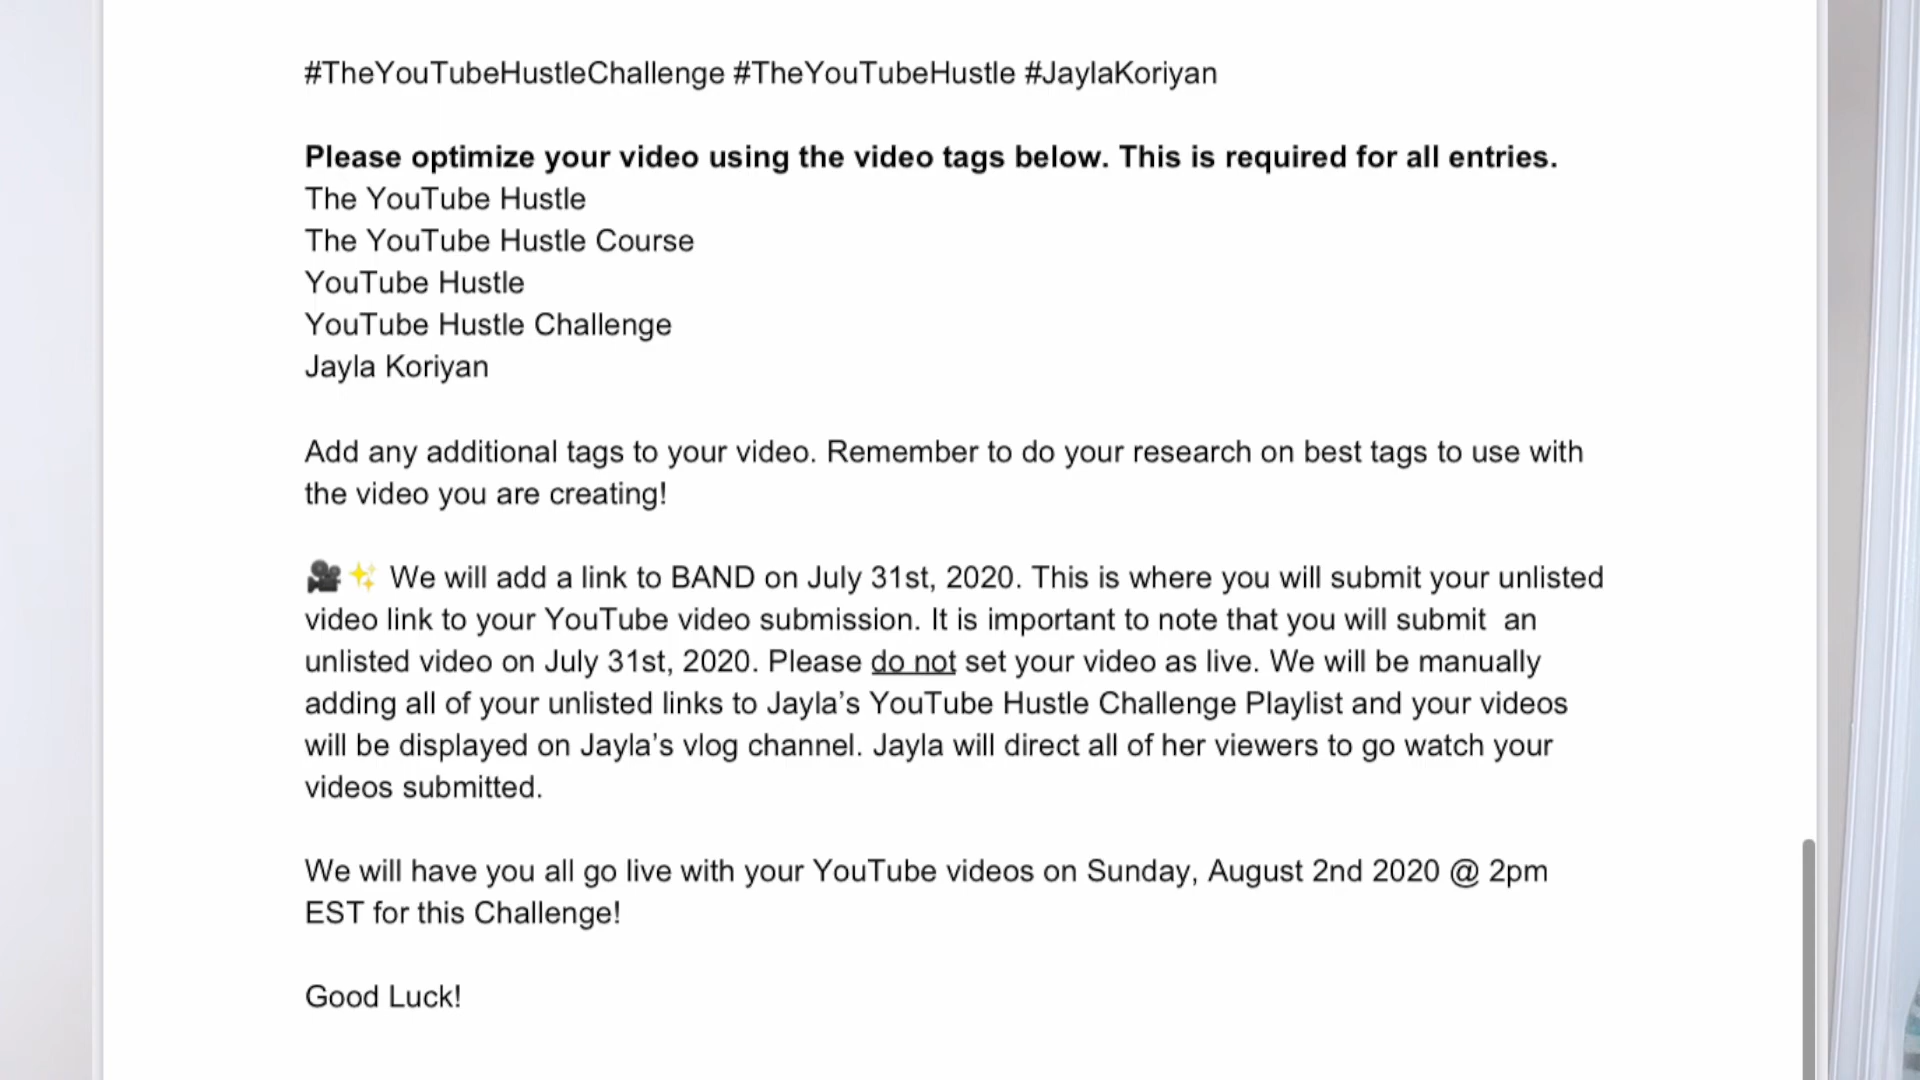 #TheYouTubeHustleChallenge #TheYouTubeHustle #JaylaKoriyan
Please optimize your video using the video tags below. This is required for all entries.
The YouTube Hustle
The YouTube Hustle Course
YouTube Hustle
YouTube Hustle Challenge
Jayla Koriyan
Add any additional tags to your video. Remember to do your research on best tags to use with
the video you are creating!
🎥✨ We will add a link to BAND on July 31st, 2020. This is where you will submit your unlisted
video link to your YouTube video submission. It is important to note that you will submit  an
unlisted video on July 31st, 2020. Please do not set your video as live. We will be manually
adding all of your unlisted links to Jayla’s YouTube Hustle Challenge Playlist and your videos
will be displayed on Jayla’s vlog channel. Jayla will direct all of her viewers to go watch your
videos submitted.
We will have you all go live with your YouTube videos on Sunday, August 2nd 2020 @ 2pm
EST for this Challenge!
Good Luck!